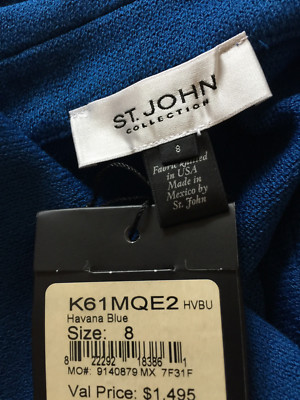 ST. JOHN
COLLECTION
8
Fabric knitted
in USA
Made in
Mexico by
St. John
K61MQE2 HVBU
Havana Blue
Size: 8
8 22292 18386 1
MO#: 9140879 MX 7F31F
Val Price: $1,495